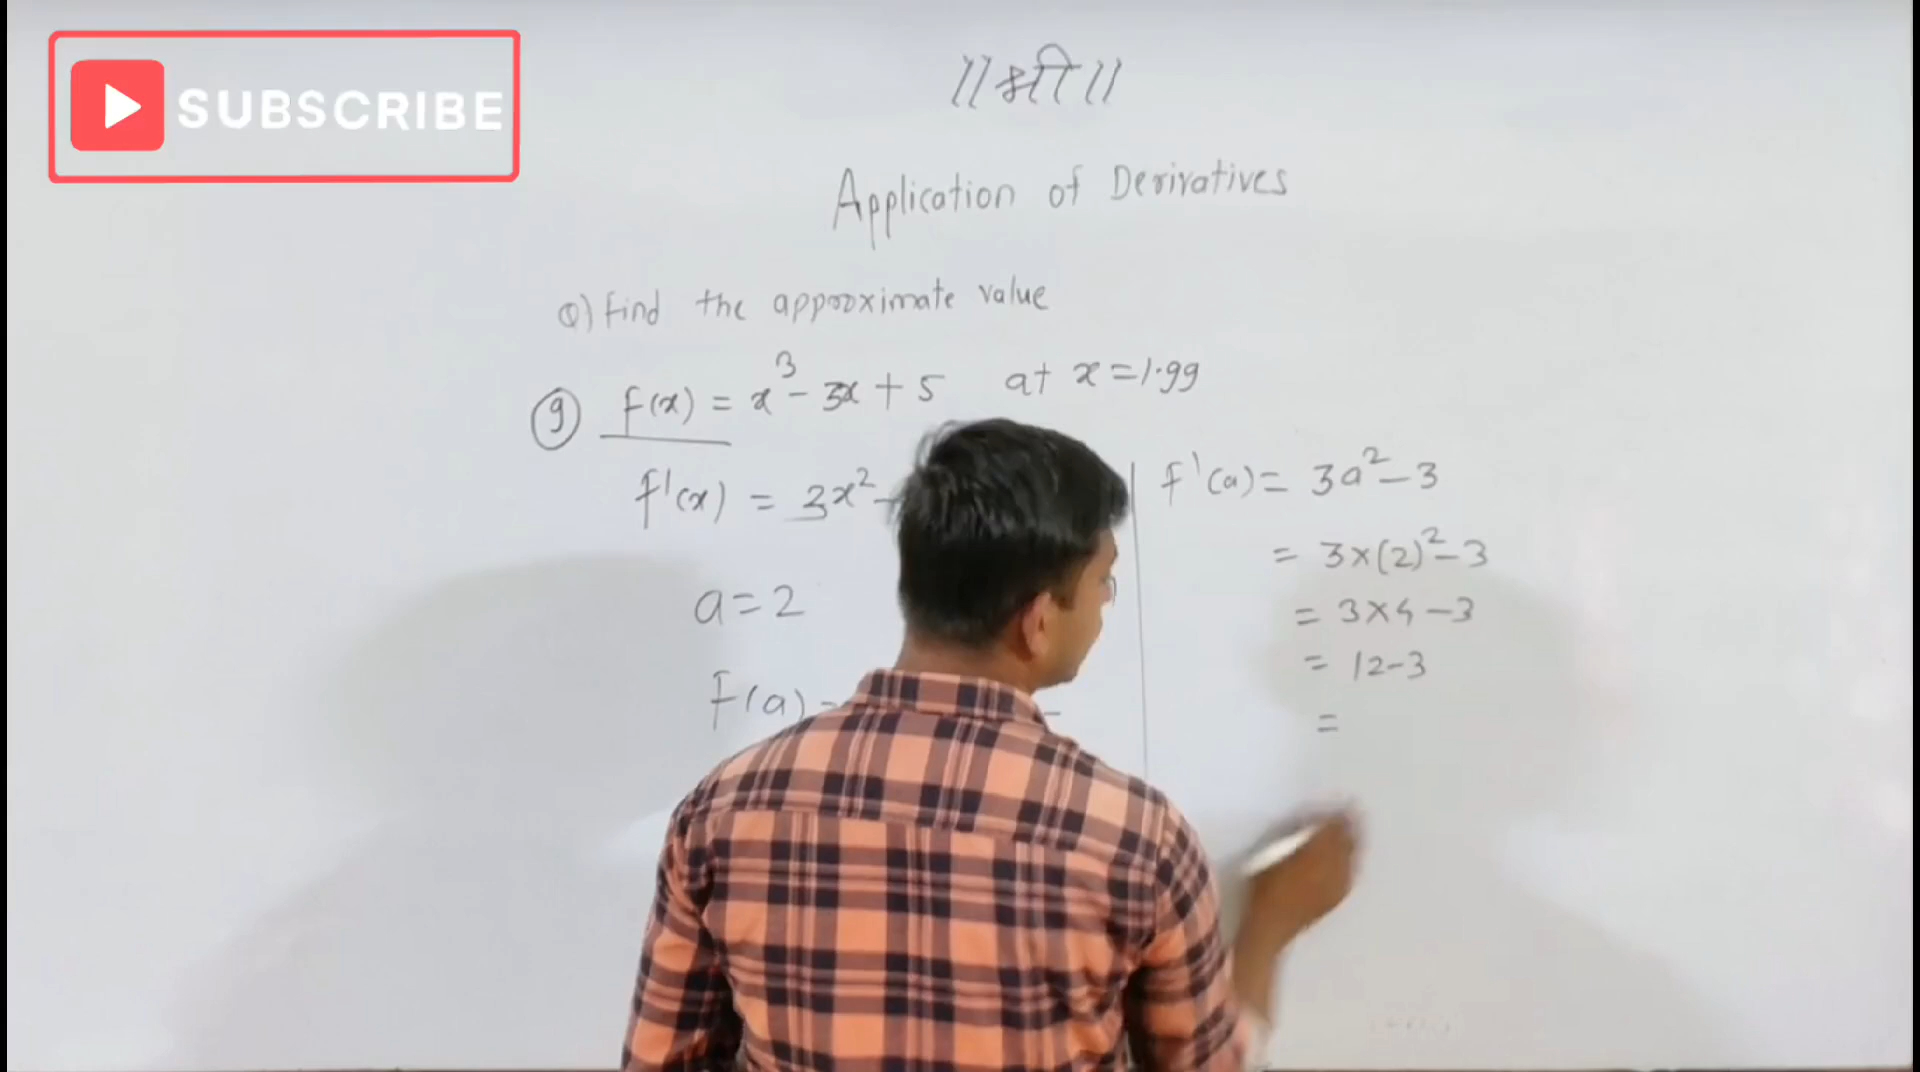 SUBSCRIBE
||श्री||
Application of Derivatives
Q) Find the approximate value
9 f(x) = x³ - 3x + 5 at x = 1.99
f'(x) = 3x² -
a = 2
f(a) =
f'(a) = 3a² - 3
= 3×(2)² - 3
= 3×4 - 3
= 12 - 3
=